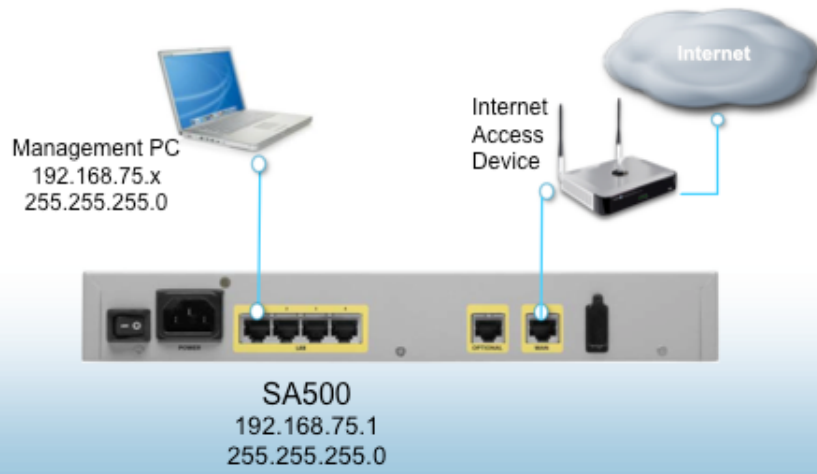 Internet
Internet
Access
Device
Management PC
192.168.75.x
255.255.255.0
POWER
LAN
OPTIONAL
WAN
SA500
192.168.75.1
255.255.255.0